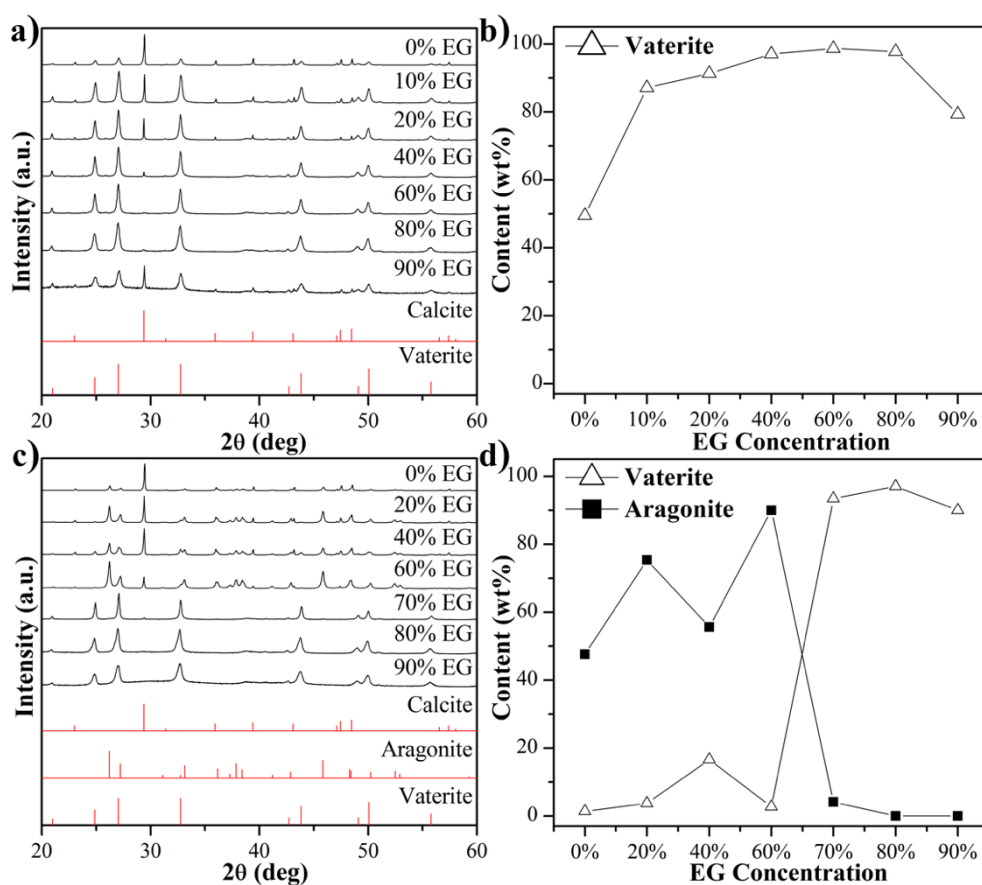 a)
0% EG
10% EG
20% EG
40% EG
60% EG
80% EG
90% EG
Calcite
Vaterite
Intensity (a.u.)
20 30 40 50 60
2θ (deg)
b)
Vaterite
100
80
60
40
20
0
Content (wt%)
0% 10% 20% 40% 60% 80% 90%
EG Concentration
c)
0% EG
20% EG
40% EG
60% EG
70% EG
80% EG
90% EG
Calcite
Aragonite
Vaterite
Intensity (a.u.)
20 30 40 50 60
2θ (deg)
d)
Vaterite
Aragonite
100
80
60
40
20
0
Content (wt%)
0% 20% 40% 60% 70% 80% 90%
EG Concentration